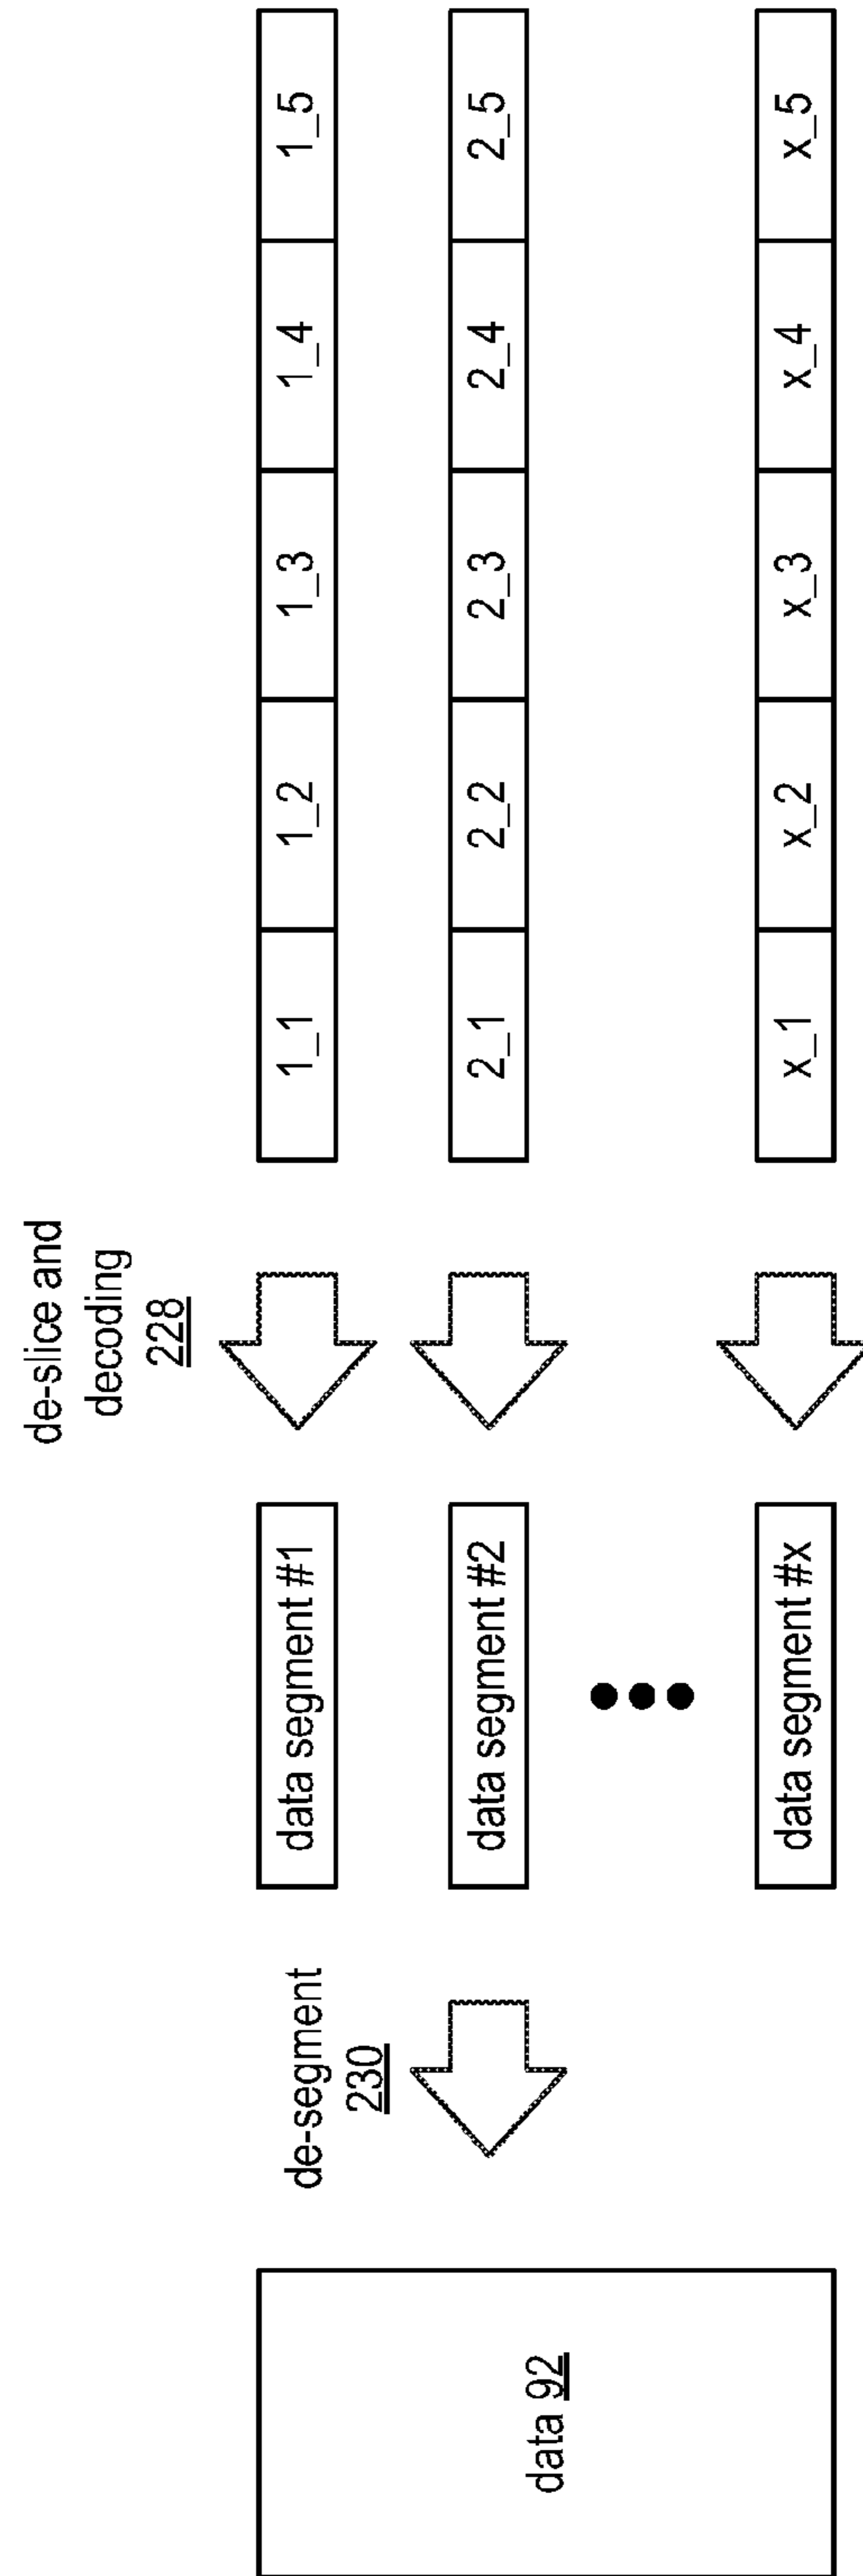 de-slice and
decoding
228
de-segment
230
data 92
data segment #1
1_1
1_2
1_3
1_4
1_5
data segment #2
2_1
2_2
2_3
2_4
2_5
data segment #x
x_1
x_2
x_3
x_4
x_5